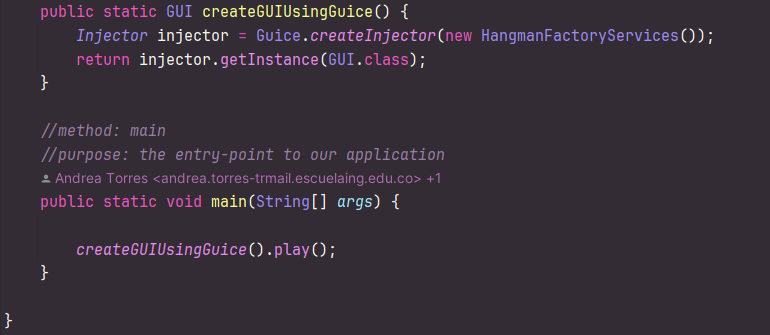 public static GUI createGUIUsingGuice() {
Injector injector = Guice.createInjector(new HangmanFactoryServices());
return injector.getInstance(GUI.class);
}
//method: main
//purpose: the entry-point to our application
Andrea Torres <andrea.torres-trmail.escuelaing.edu.co> +1
public static void main(String[] args) {
createGUIUsingGuice().play();
}
}